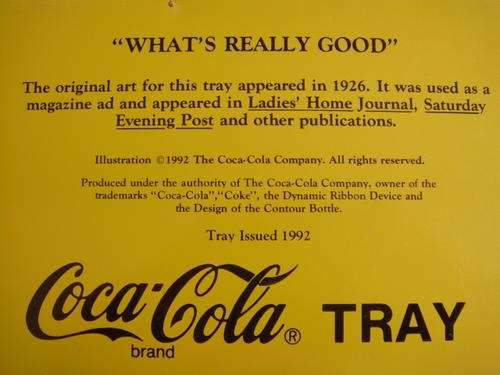 “WHAT’S REALLY GOOD”
The original art for this tray appeared in 1926. It was used as a
magazine ad and appeared in Ladies’ Home Journal, Saturday
Evening Post and other publications.
Illustration ©1992 The Coca-Cola Company. All rights reserved.
Produced under the authority of The Coca-Cola Company, owner of the
trademarks “Coca-Cola”,“Coke”, the Dynamic Ribbon Device and
the Design of the Contour Bottle.
Tray Issued 1992
Coca-Cola® TRAY
brand